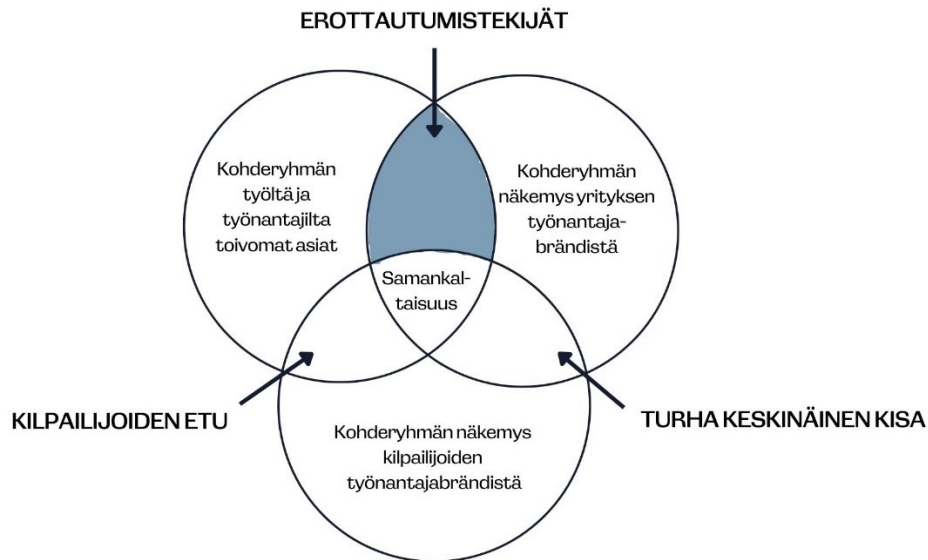 EROTTAUTUMISTEKIJÄT
Kohderyhmän
työltä ja
työnantajilta
toivomat asiat
Kohderyhmän
näkemys yrityksen
työnantaja-
brändistä
Samankal-
taisuus
KILPAILIJOIDEN ETU
TURHA KESKINÄINEN KISA
Kohderyhmän näkemys
kilpailijoiden
työnantajabrändistä